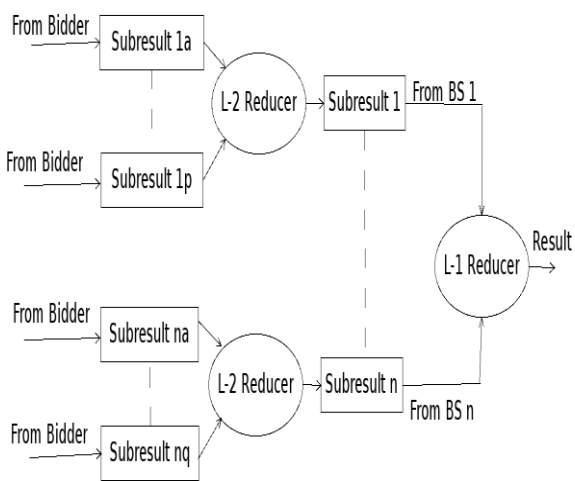 From Bidder
Subresult 1a
L-2 Reducer
Subresult 1
From BS 1
From Bidder
Subresult 1p
Result
L-1 Reducer
From Bidder
Subresult na
L-2 Reducer
Subresult n
From BS n
From Bidder
Subresult nq